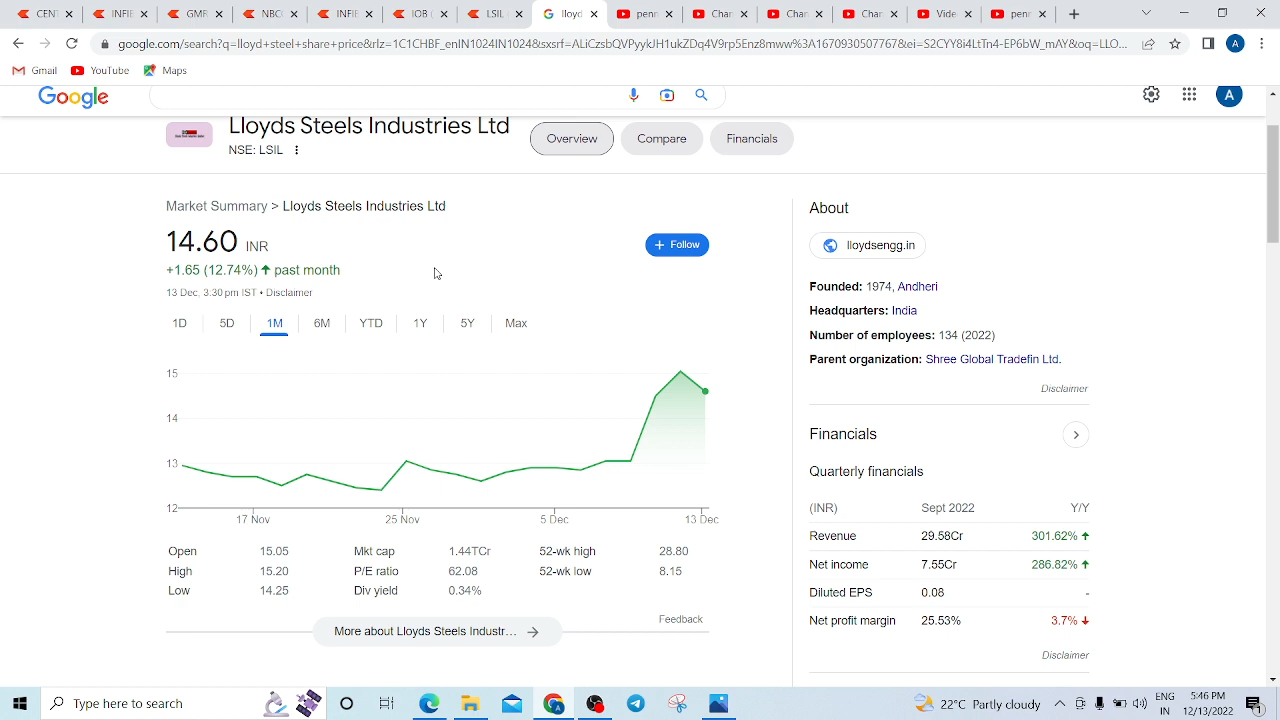 CENT
INFIE
GMR
NBC
INFIE
IOB (
LSIL
lloyd
penn
Char
Char
Char
Vide
penn
google.com/search?q=lloyd+steel+share+price&rlz=1C1CHBF_enIN1024IN1024&sxsrf=ALiCzsbQVPyykJH1ukZDq4V9rp5Enz8mww%3A1670930507767&ei=S2CYY8i4LtTn4-EP6bW_mAY&oq=LLO...
A
Gmail
YouTube
Maps
Google
A
Lloyds Steels Industries Ltd
NSE: LSIL
Overview
Compare
Financials
Market Summary > Lloyds Steels Industries Ltd
14.60 INR
+ Follow
+1.65 (12.74%) ↑ past month
13 Dec, 3:30 pm IST • Disclaimer
1D 5D 1M 6M YTD 1Y 5Y Max
15
14
13
12
17 Nov 25 Nov 5 Dec 13 Dec
Open 15.05 Mkt cap 1.44TCr 52-wk high 28.80
High 15.20 P/E ratio 62.08 52-wk low 8.15
Low 14.25 Div yield 0.34%
Feedback
More about Lloyds Steels Industr... →
About
lloydsengg.in
Founded: 1974, Andheri
Headquarters: India
Number of employees: 134 (2022)
Parent organization: Shree Global Tradefin Ltd.
Disclaimer
Financials
Quarterly financials
(INR) Sept 2022 Y/Y
Revenue 29.58Cr 301.62% ↑
Net income 7.55Cr 286.82% ↑
Diluted EPS 0.08 -
Net profit margin 25.53% 3.7% ↓
Disclaimer
Type here to search
22°C Partly cloudy
ENG
IN
5:46 PM
12/13/2022
1